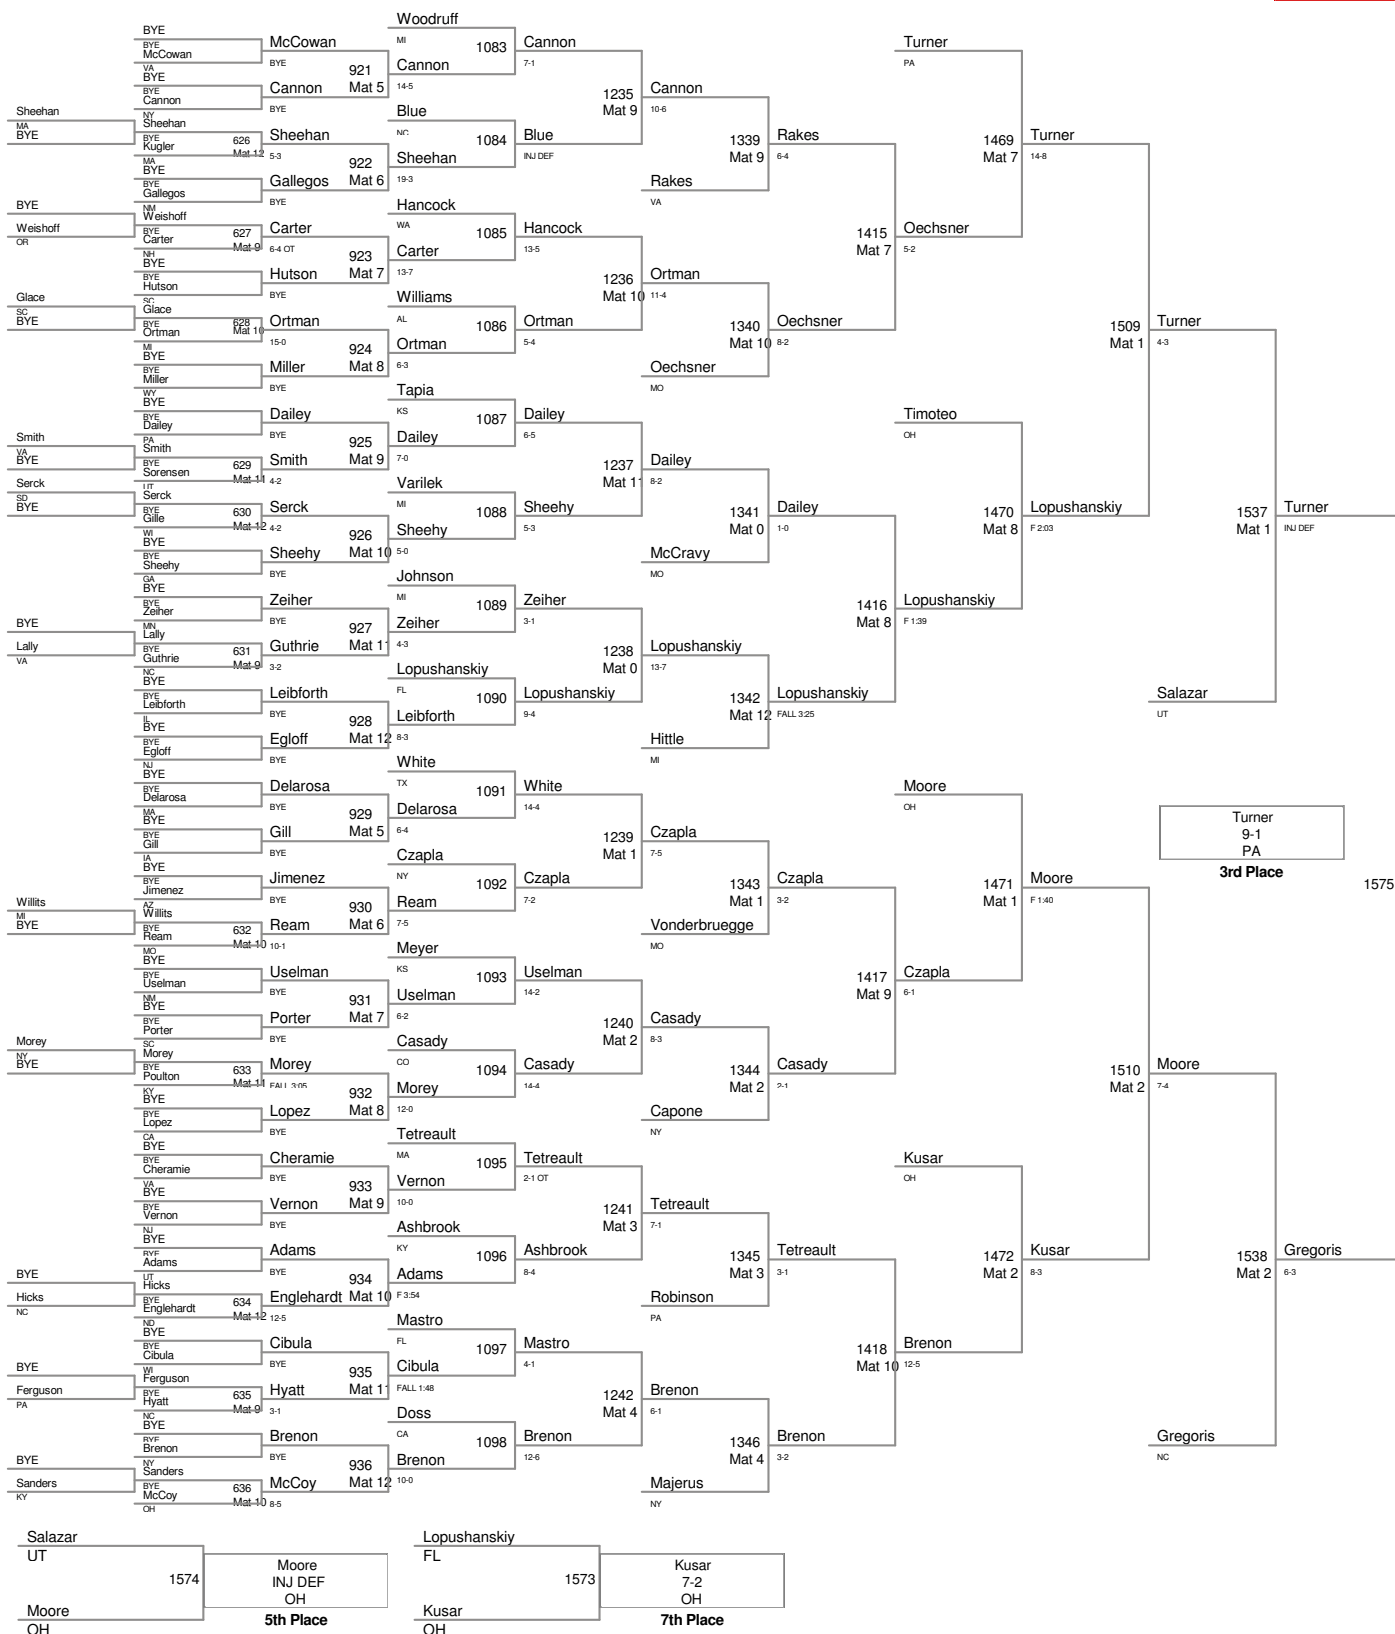 BYE
BYE
McCowan
VA
BYE
BYE
Cannon
NY
Sheehan
MA
BYE
Sheehan
BYE
Kugler
MA
BYE
BYE
Gallegos
NM
BYE
Weishoff
OR
Weishoff
BYE
Carter
NH
BYE
BYE
Hutson
SC
Glace
SC
BYE
Glace
BYE
Ortman
MI
BYE
BYE
Miller
WY
BYE
BYE
Dailey
PA
Smith
VA
BYE
Smith
BYE
Sorensen
UT
Serck
SD
BYE
Serck
BYE
Gille
WI
BYE
BYE
Sheehy
GA
BYE
BYE
Zeiher
MN
BYE
Lally
VA
Lally
BYE
Guthrie
NC
BYE
BYE
Leibforth
IL
BYE
BYE
Egloff
NJ
BYE
BYE
Delarosa
MA
BYE
BYE
Gill
IA
BYE
BYE
Jimenez
AZ
Willits
MI
BYE
Willits
BYE
Ream
MO
BYE
BYE
Uselman
NM
BYE
BYE
Porter
SC
Morey
NY
BYE
Morey
BYE
Poulton
KY
BYE
BYE
Lopez
CA
BYE
BYE
Cheramie
VA
BYE
BYE
Vernon
NJ
BYE
BYE
Adams
UT
BYE
Hicks
NC
Hicks
BYE
Englehardt
ND
BYE
BYE
Cibula
WI
BYE
Ferguson
PA
Ferguson
BYE
Hyatt
NC
BYE
BYE
Brenon
NY
BYE
Sanders
KY
Sanders
BYE
McCoy
OH
626
Mat 12
627
Mat 9
628
Mat 10
629
Mat 11
630
Mat 12
631
Mat 9
632
Mat 10
633
Mat 11
634
Mat 12
635
Mat 9
636
Mat 10
McCowan
BYE
921
Mat 5
Cannon
BYE
Sheehan
5-3
922
Mat 6
Gallegos
BYE
Carter
6-4 OT
923
Mat 7
Hutson
BYE
Ortman
15-0
924
Mat 8
Miller
BYE
Dailey
BYE
925
Mat 9
Smith
4-2
Serck
4-2
926
Mat 10
Sheehy
BYE
Zeiher
BYE
927
Mat 11
Guthrie
3-2
Leibforth
BYE
928
Mat 12
Egloff
BYE
Delarosa
BYE
929
Mat 5
Gill
BYE
Jimenez
BYE
930
Mat 6
Ream
10-1
Uselman
BYE
931
Mat 7
Porter
BYE
Morey
FALL 3:05
932
Mat 8
Lopez
BYE
Cheramie
BYE
933
Mat 9
Vernon
BYE
Adams
BYE
934
Mat 10
Englehardt
12-5
Cibula
BYE
935
Mat 11
Hyatt
3-1
Brenon
BYE
936
Mat 12
McCoy
8-5
Woodruff
MI
1083
Cannon
14-5
Blue
NC
1084
Sheehan
19-3
Hancock
WA
1085
Carter
13-7
Williams
AL
1086
Ortman
6-3
Tapia
KS
1087
Dailey
7-0
Varilek
MI
1088
Sheehy
5-0
Johnson
MI
1089
Zeiher
4-3
Lopushanskiy
FL
1090
Leibforth
8-3
White
TX
1091
Delarosa
6-4
Czapla
NY
1092
Ream
7-5
Meyer
KS
1093
Uselman
6-2
Casady
CO
1094
Morey
12-0
Tetreault
MA
1095
Vernon
10-0
Ashbrook
KY
1096
Adams
F 3:54
Mastro
FL
1097
Cibula
FALL 1:48
Doss
CA
1098
Brenon
10-0
Cannon
7-1
1235
Mat 9
Blue
INJ DEF
Hancock
13-5
1236
Mat 10
Ortman
5-4
Dailey
6-5
1237
Mat 11
Sheehy
5-3
Zeiher
3-1
1238
Mat 0
Lopushanskiy
9-4
White
14-4
1239
Mat 1
Czapla
7-2
Uselman
14-2
1240
Mat 2
Casady
14-4
Tetreault
2-1 OT
1241
Mat 3
Ashbrook
8-4
Mastro
4-1
1242
Mat 4
Brenon
12-6
Cannon
10-6
1339
Mat 9
Rakes
VA
Ortman
11-4
1340
Mat 10
Oechsner
MO
Dailey
8-2
1341
Mat 0
McCravy
MO
Lopushanskiy
13-7
1342
Mat 12
Hittle
MI
Czapla
7-5
1343
Mat 1
Vonderbruegge
MO
Casady
8-3
1344
Mat 2
Capone
NY
Tetreault
7-1
1345
Mat 3
Robinson
PA
Brenon
6-1
1346
Mat 4
Majerus
NY
Rakes
6-4
1415
Mat 7
Oechsner
8-2
Dailey
1-0
1416
Mat 8
Lopushanskiy
FALL 3:25
Czapla
3-2
1417
Mat 9
Casady
2-1
Tetreault
3-1
1418
Mat 10
Brenon
3-2
Turner
PA
1469
Mat 7
Oechsner
5-2
Timoteo
OH
1470
Mat 8
Lopushanskiy
F 1:39
Moore
OH
1471
Mat 1
Czapla
6-1
Kusar
OH
1472
Mat 2
Brenon
12-5
Turner
14-8
1509
Mat 1
Lopushanskiy
F 2:03
Moore
F 1:40
1510
Mat 2
Kusar
8-3
Turner
4-3
1537
Mat 1
Salazar
UT
Moore
7-4
1538
Mat 2
Gregoris
NC
Turner
INJ DEF
Gregoris
6-3
1575
Turner
9-1
PA
3rd Place
Salazar
UT
1574
Moore
OH
Moore
INJ DEF
OH
5th Place
Lopushanskiy
FL
1573
Kusar
OH
Kusar
7-2
OH
7th Place